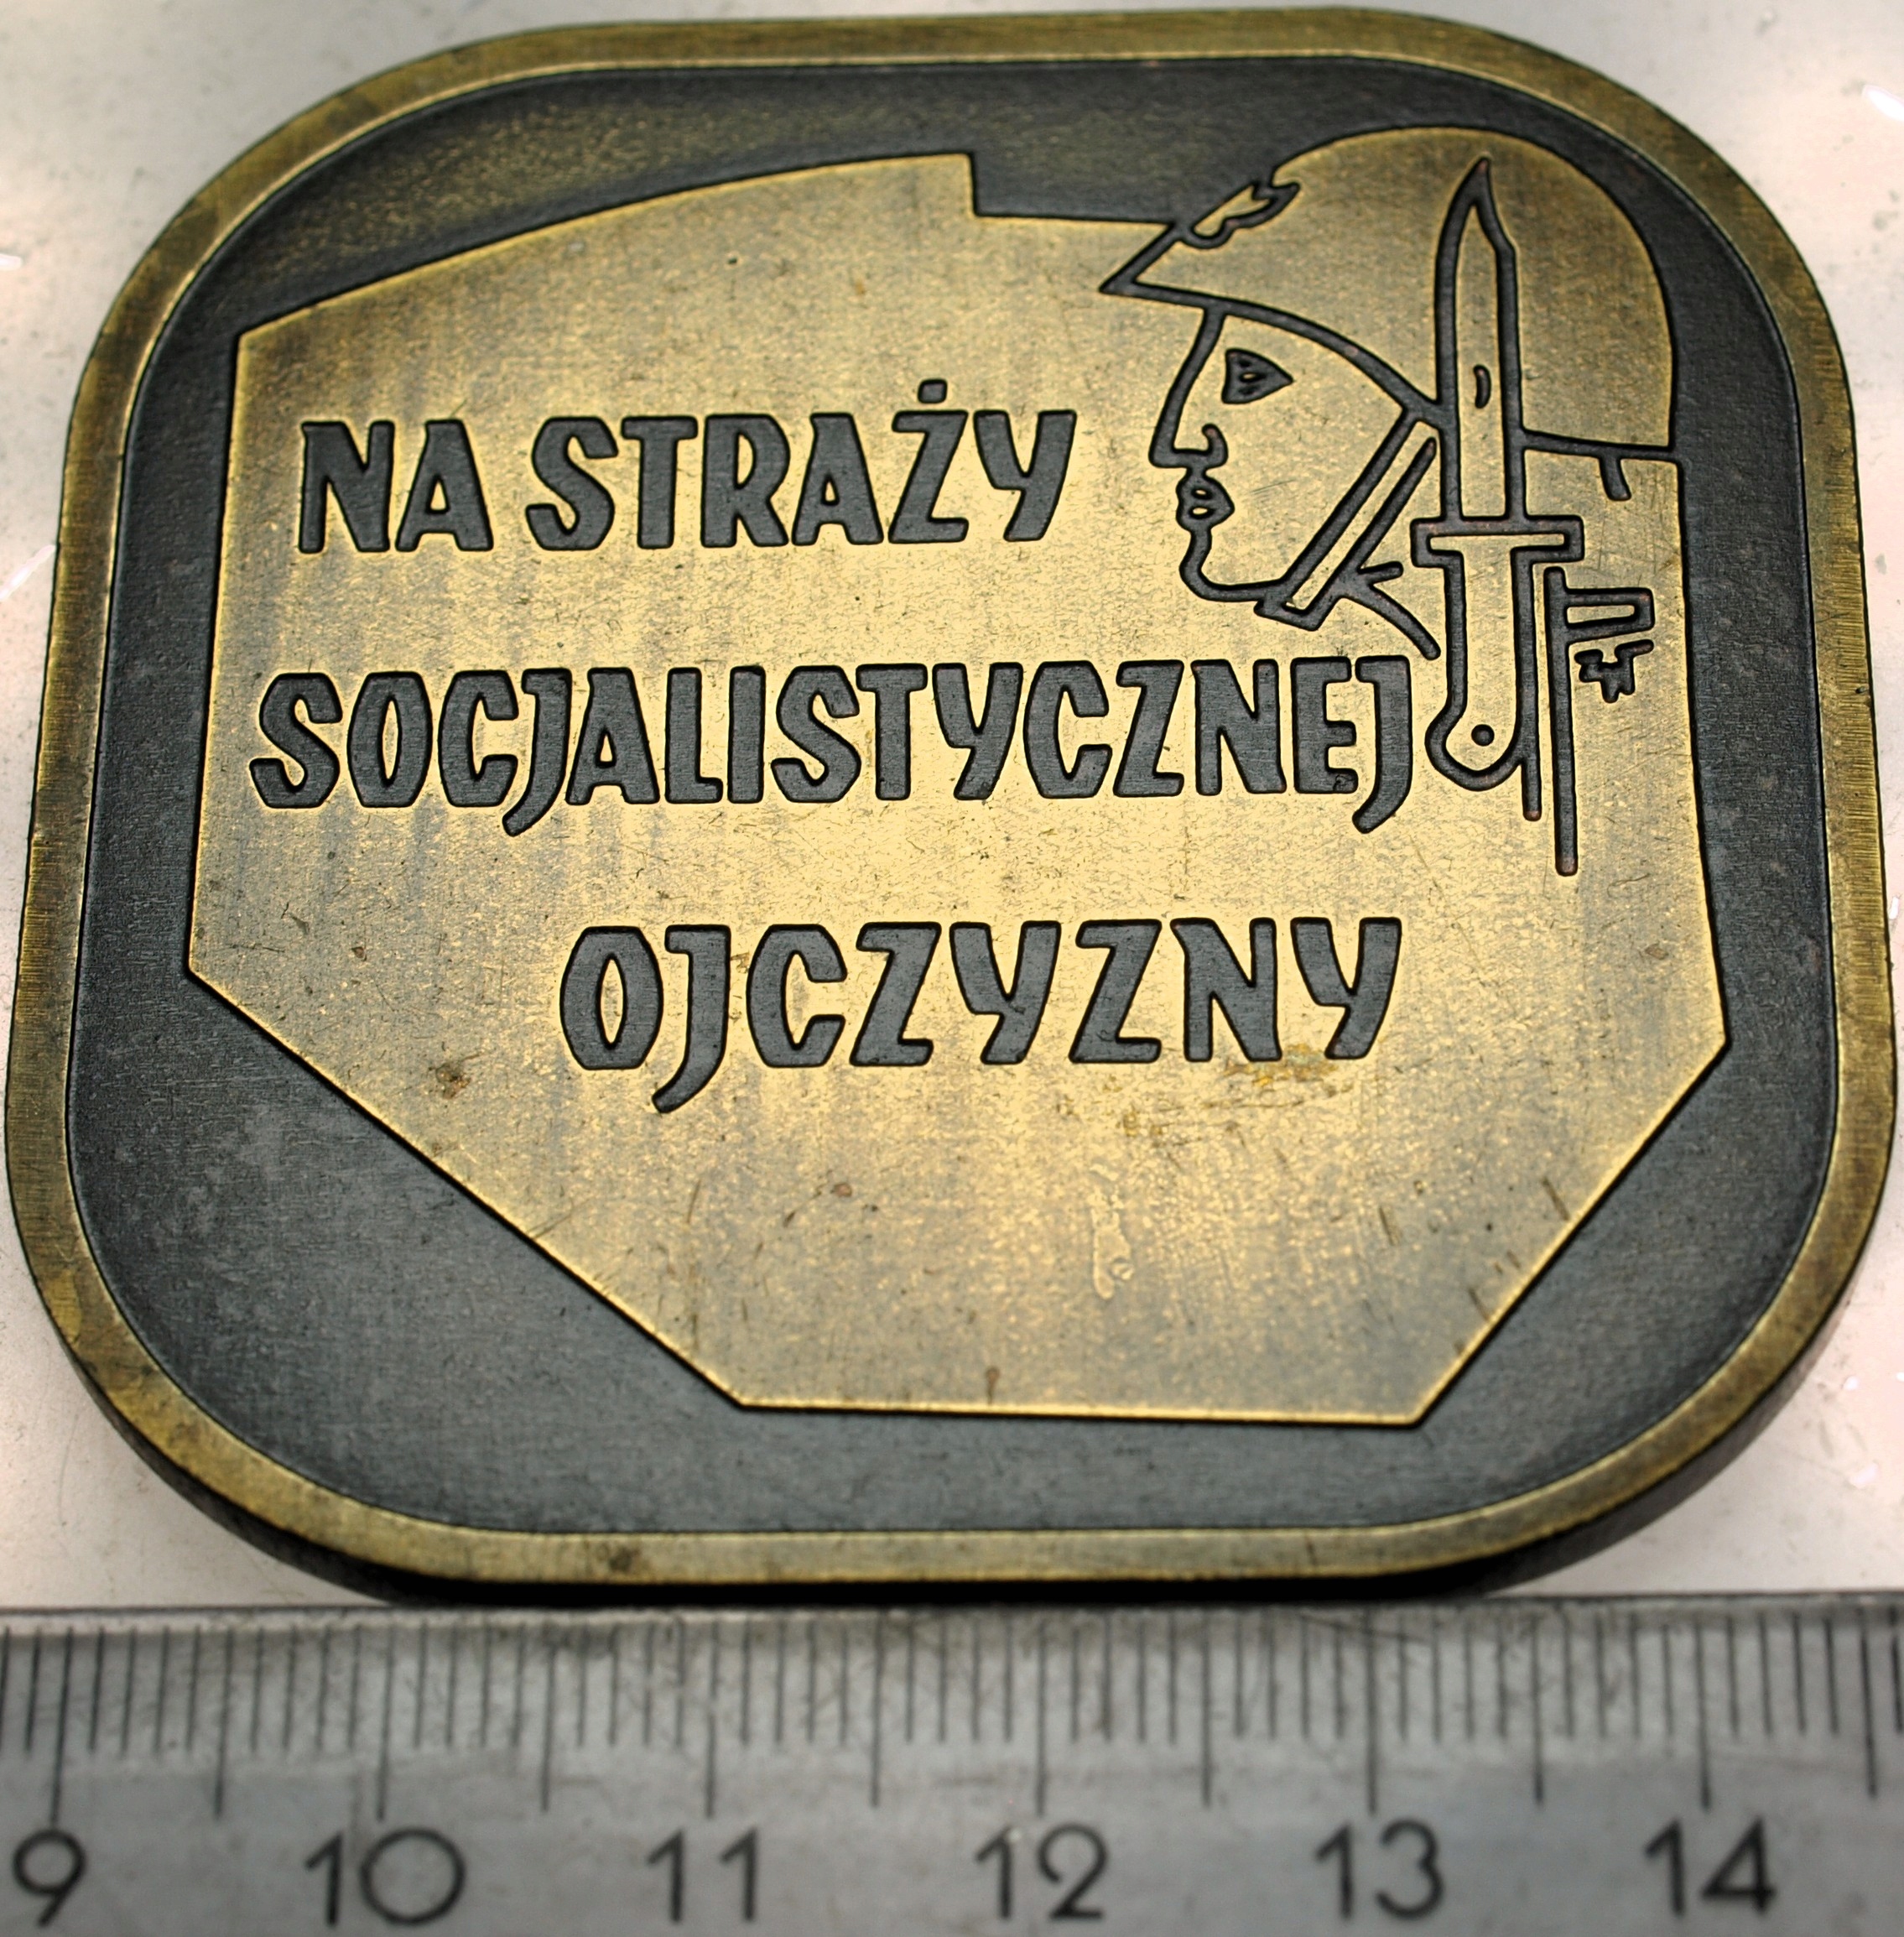 NA STRAŻY
SOCJALISTYCZNEJ
OJCZYZNY
9 10 11 12 13 14